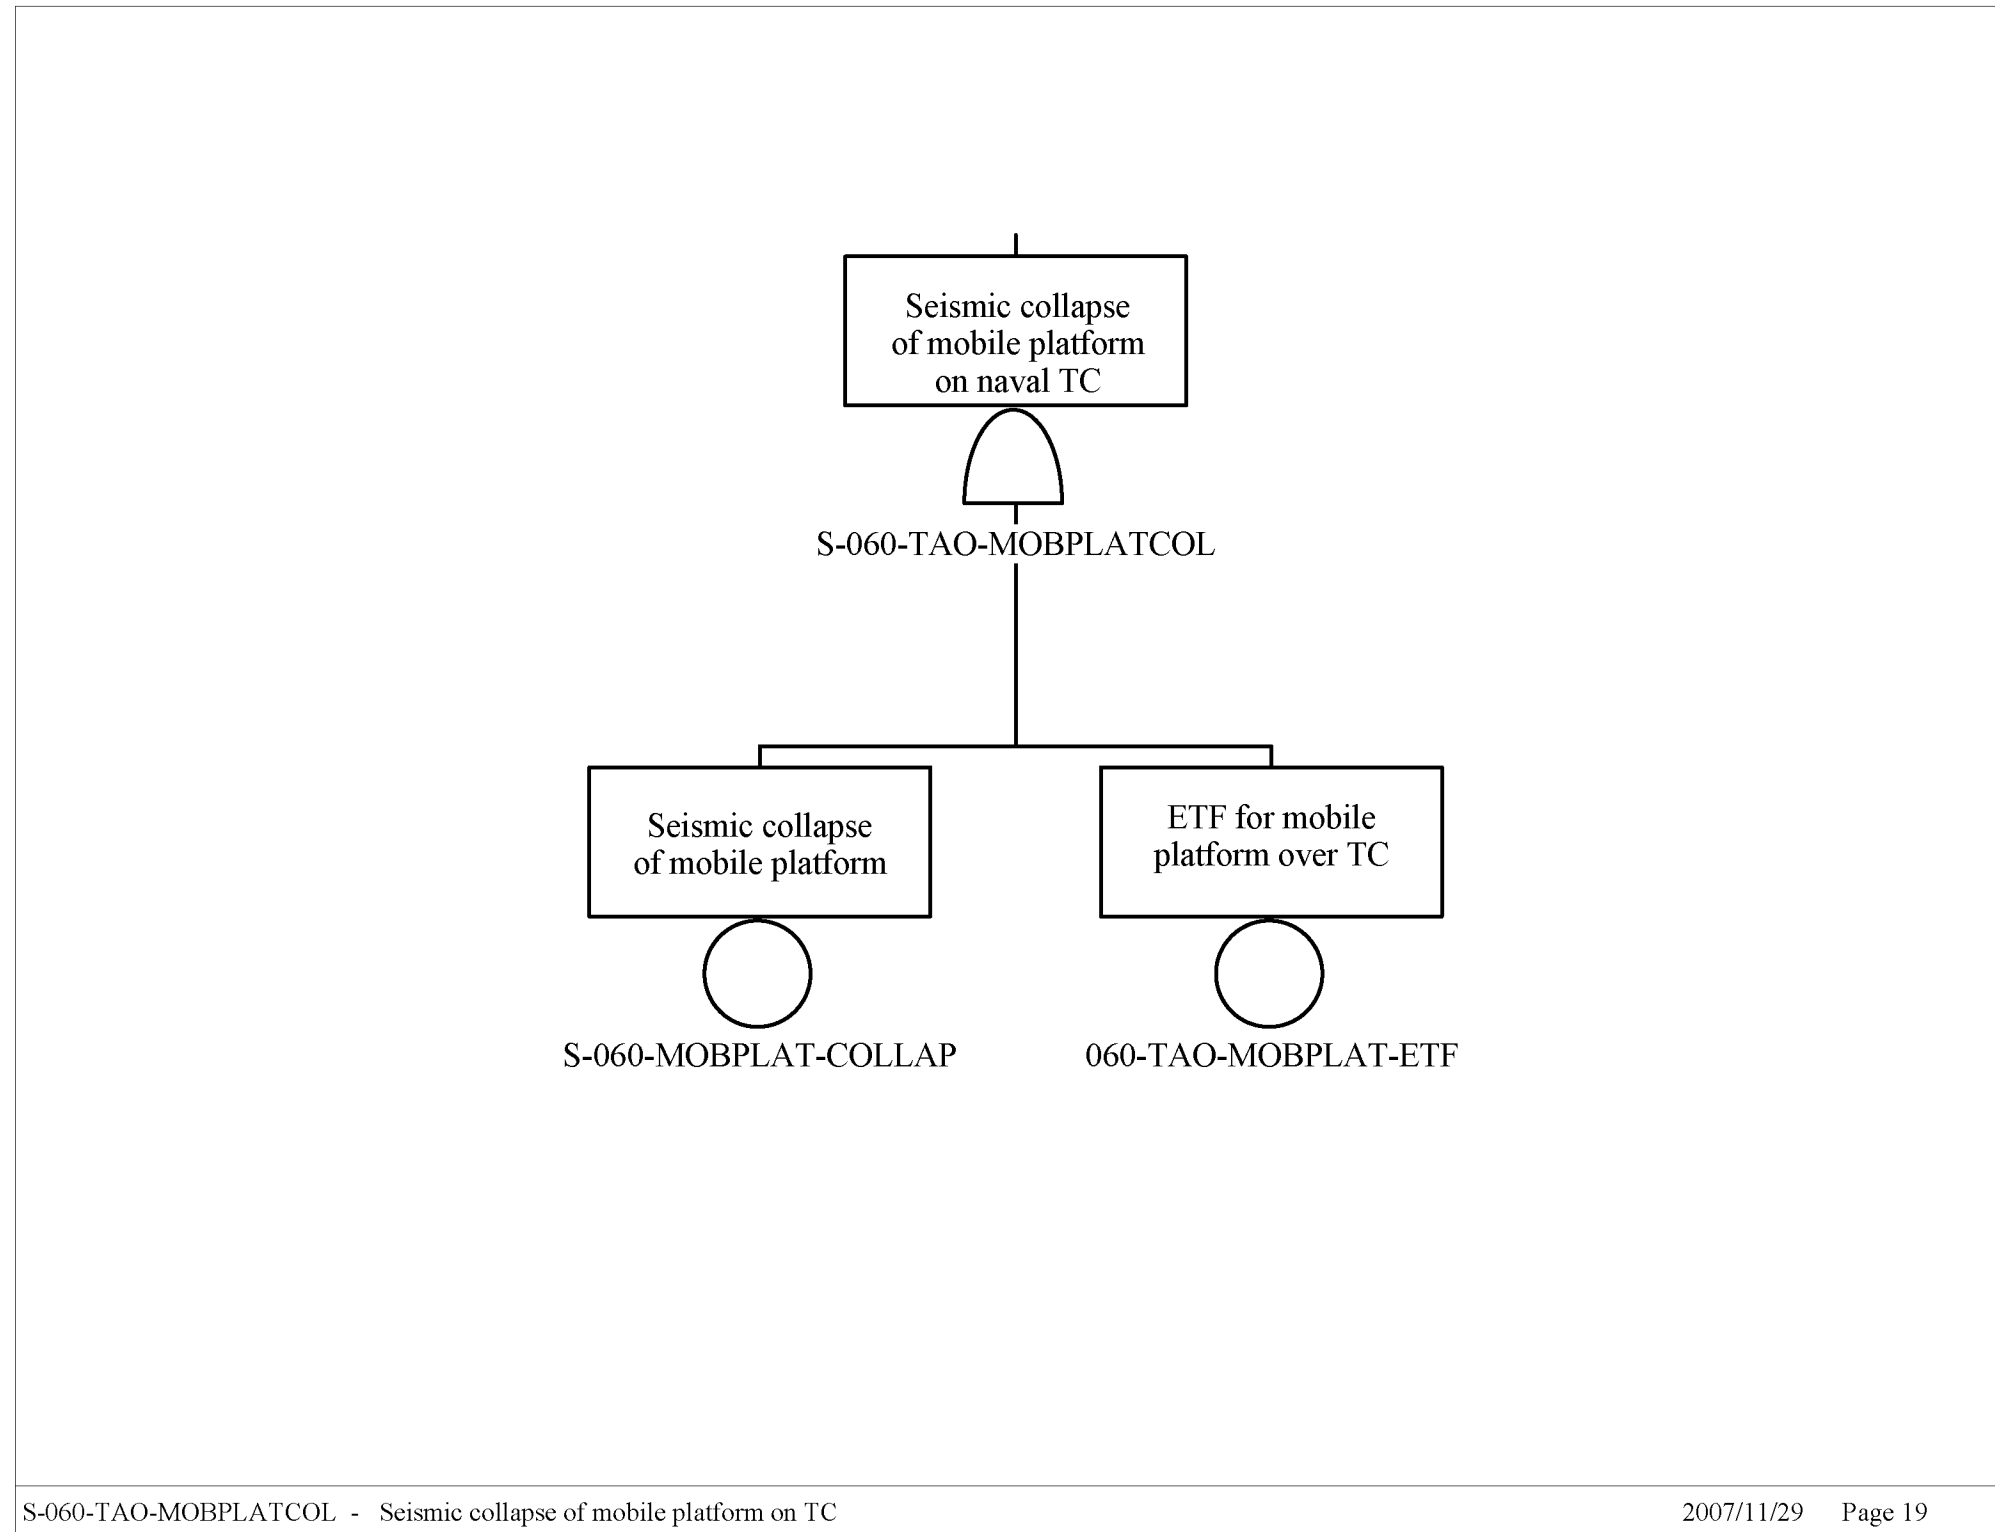 Seismic collapse
of mobile platform
on naval TC
S-060-TAO-MOBPLATCOL
Seismic collapse
of mobile platform
ETF for mobile
platform over TC
S-060-MOBPLAT-COLLAP
060-TAO-MOBPLAT-ETF
S-060-TAO-MOBPLATCOL - Seismic collapse of mobile platform on TC
2007/11/29 Page 19